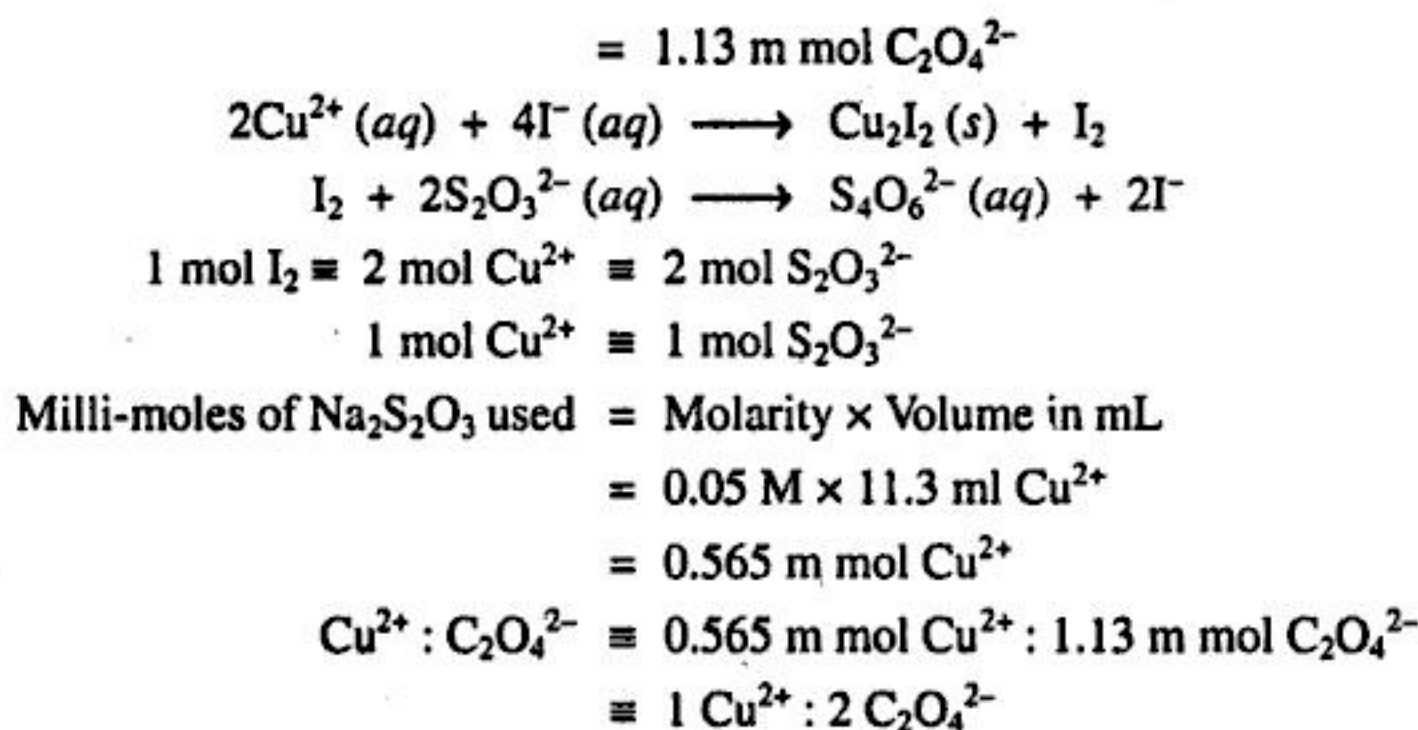 = 1.13 m mol C₂O₄²⁻
2Cu²⁺ (aq) + 4I⁻ (aq) ⟶ Cu₂I₂ (s) + I₂
I₂ + 2S₂O₃²⁻ (aq) ⟶ S₄O₆²⁻ (aq) + 2I⁻
1 mol I₂ ≡ 2 mol Cu²⁺ ≡ 2 mol S₂O₃²⁻
1 mol Cu²⁺ ≡ 1 mol S₂O₃²⁻
Milli-moles of Na₂S₂O₃ used = Molarity × Volume in mL
= 0.05 M × 11.3 ml Cu²⁺
= 0.565 m mol Cu²⁺
Cu²⁺ : C₂O₄²⁻ ≡ 0.565 m mol Cu²⁺ : 1.13 m mol C₂O₄²⁻
≡ 1 Cu²⁺ : 2 C₂O₄²⁻